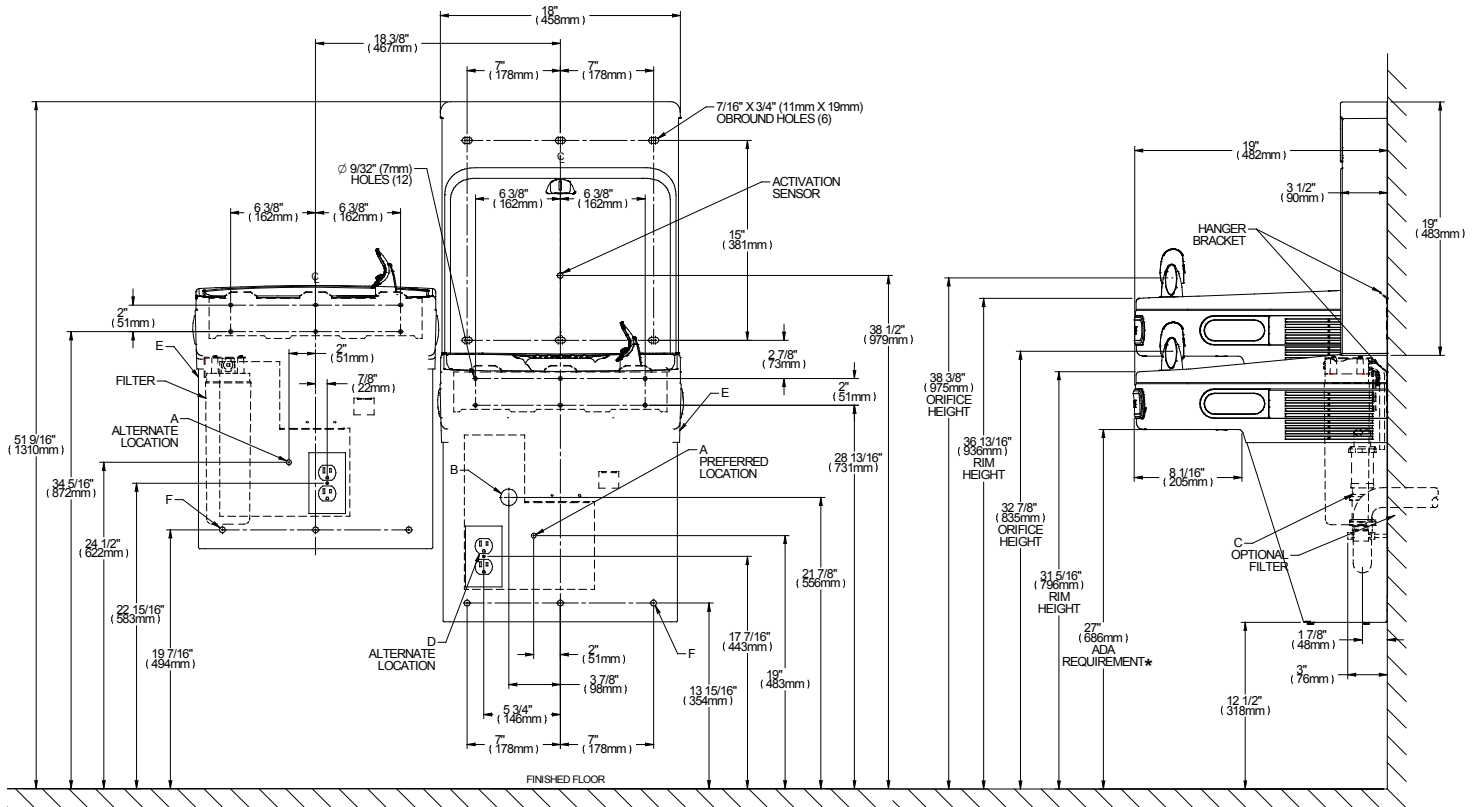 18"
(458mm)
18 3/8"
(467mm)
7"
(178mm)
7"
(178mm)
7/16" X 3/4" (11mm X 19mm)
OBROUND HOLES (6)
Ø 9/32" (7mm)
HOLES (12)
ACTIVATION
SENSOR
6 3/8"
(162mm)
6 3/8"
(162mm)
6 3/8"
(162mm)
6 3/8"
(162mm)
15"
(381mm)
2"
(51mm)
E
FILTER
A
ALTERNATE
LOCATION
2"
(51mm)
7/8"
(22mm)
2 7/8"
(73mm)
2"
(51mm)
E
38 1/2"
(979mm)
51 9/16"
(1310mm)
34 5/16"
(872mm)
24 1/2"
(622mm)
F
22 15/16"
(583mm)
19 7/16"
(494mm)
B
A
PREFERRED
LOCATION
28 13/16"
(731mm)
21 7/8"
(556mm)
D
ALTERNATE
LOCATION
F
2"
(51mm)
3 7/8"
(98mm)
5 3/4"
(146mm)
7"
(178mm)
7"
(178mm)
17 7/16"
(443mm)
19"
(483mm)
13 15/16"
(354mm)
FINISHED FLOOR
19"
(482mm)
3 1/2"
(90mm)
HANGER
BRACKET
19"
(483mm)
38 3/8"
(975mm)
ORIFICE
HEIGHT
36 13/16"
(936mm)
RIM
HEIGHT
8 1/16"
(205mm)
32 7/8"
(835mm)
ORIFICE
HEIGHT
C
OPTIONAL
FILTER
31 5/16"
(796mm)
RIM
HEIGHT
27"
(686mm)
ADA
REQUIREMENT*
1 7/8"
(48mm)
3"
(76mm)
12 1/2"
(318mm)